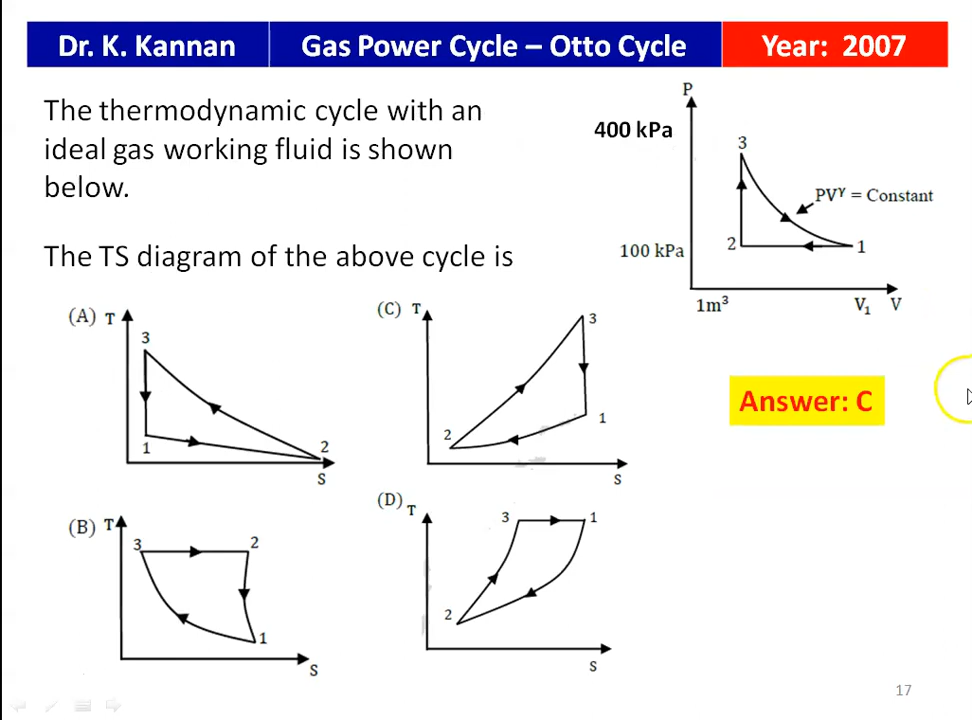 Dr. K. Kannan
Gas Power Cycle – Otto Cycle
Year: 2007
The thermodynamic cycle with an
ideal gas working fluid is shown
below.
The TS diagram of the above cycle is
P
400 kPa
3
PVγ = Constant
100 kPa
2
1
1m³
V₁ V
(A) T
3
1
2
S
(C) T
3
2
1
S
Answer: C
(B) T
3
2
1
S
(D) T
3
1
2
S
17